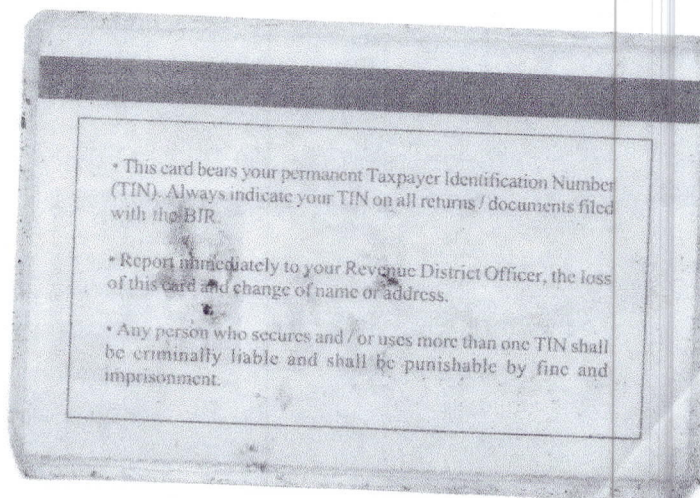 • This card bears your permanent Taxpayer Identification Number
(TIN). Always indicate your TIN on all returns / documents filed
with the BIR.
• Report immediately to your Revenue District Officer, the loss
of this card and change of name or address.
• Any person who secures and / or uses more than one TIN shall
be criminally liable and shall be punishable by fine and
imprisonment.